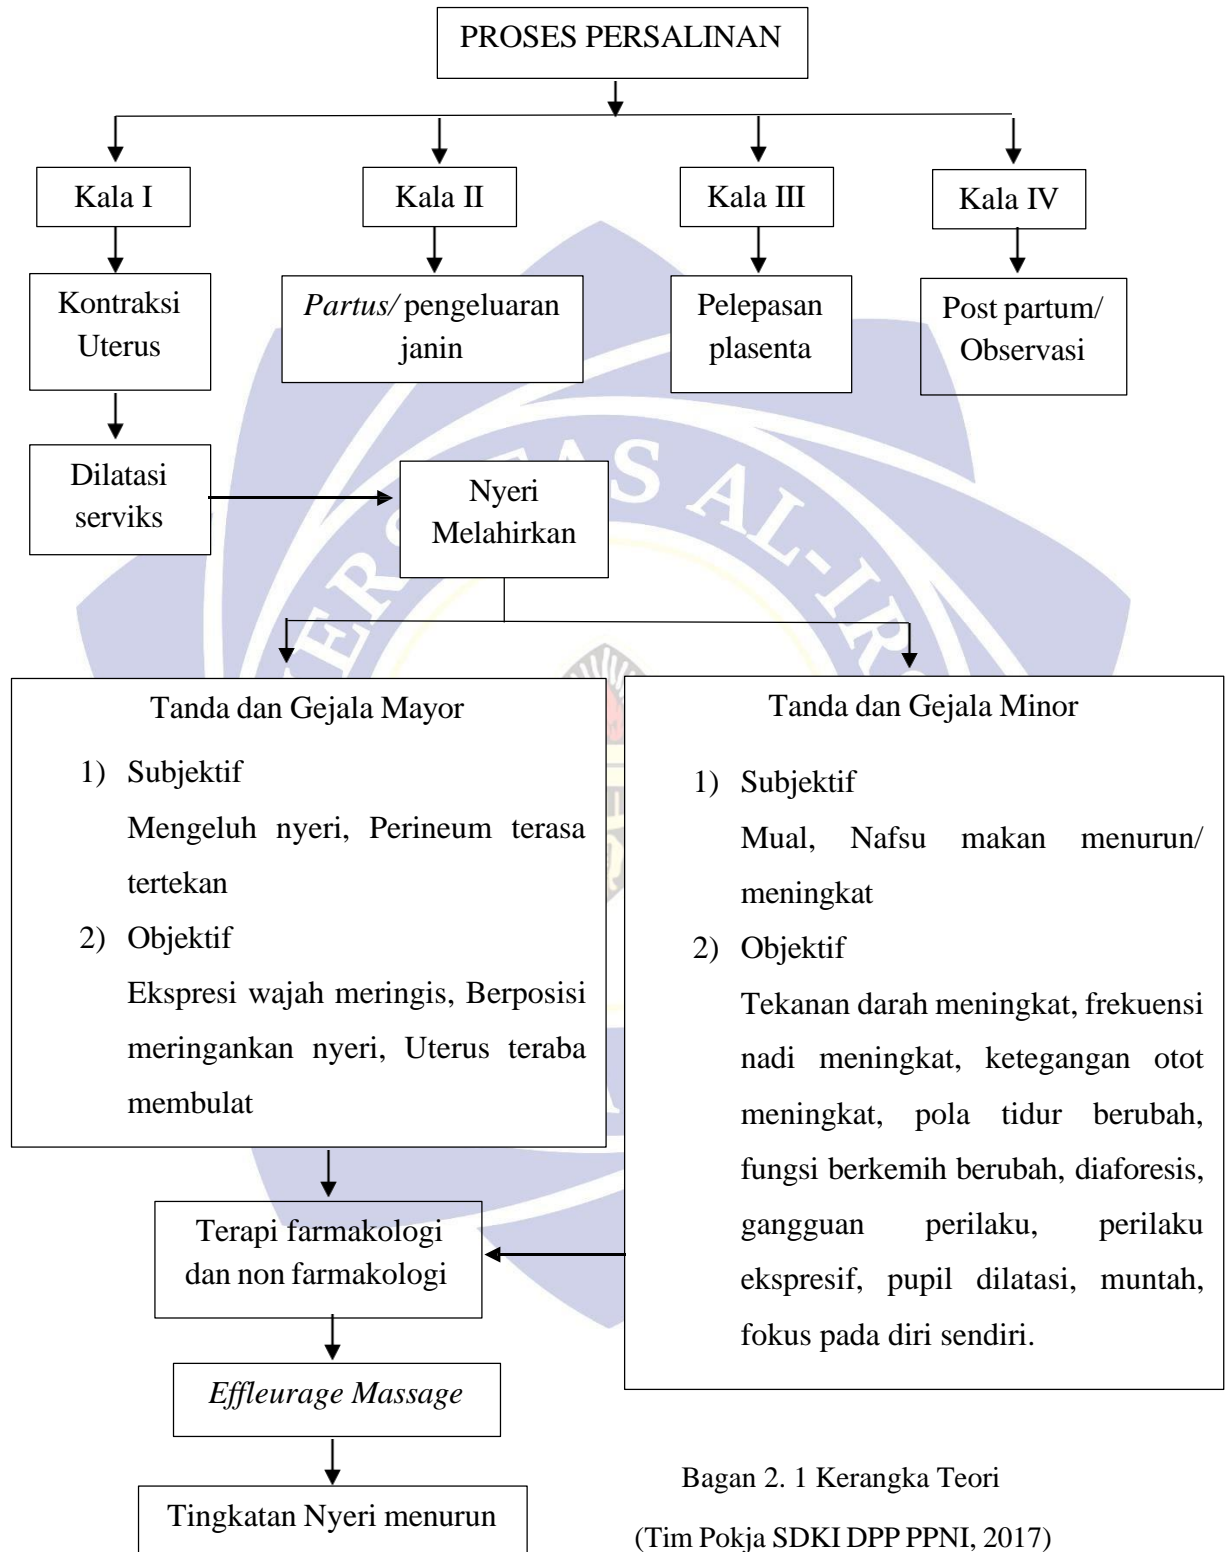 PROSES PERSALINAN
Kala I
Kala II
Kala III
Kala IV
Kontraksi
Uterus
Partus/ pengeluaran
janin
Pelepasan
plasenta
Post partum/
Observasi
Dilatasi
serviks
Nyeri
Melahirkan
Tanda dan Gejala Mayor
1) Subjektif
Mengeluh nyeri, Perineum terasa
tertekan
2) Objektif
Ekspresi wajah meringis, Berposisi
meringankan nyeri, Uterus teraba
membulat
Tanda dan Gejala Minor
1) Subjektif
Mual, Nafsu makan menurun/
meningkat
2) Objektif
Tekanan darah meningkat, frekuensi
nadi meningkat, ketegangan otot
meningkat, pola tidur berubah,
fungsi berkemih berubah, diaforesis,
gangguan perilaku, perilaku
ekspresif, pupil dilatasi, muntah,
fokus pada diri sendiri.
Terapi farmakologi
dan non farmakologi
Effleurage Massage
Tingkatan Nyeri menurun
Bagan 2. 1 Kerangka Teori
(Tim Pokja SDKI DPP PPNI, 2017)